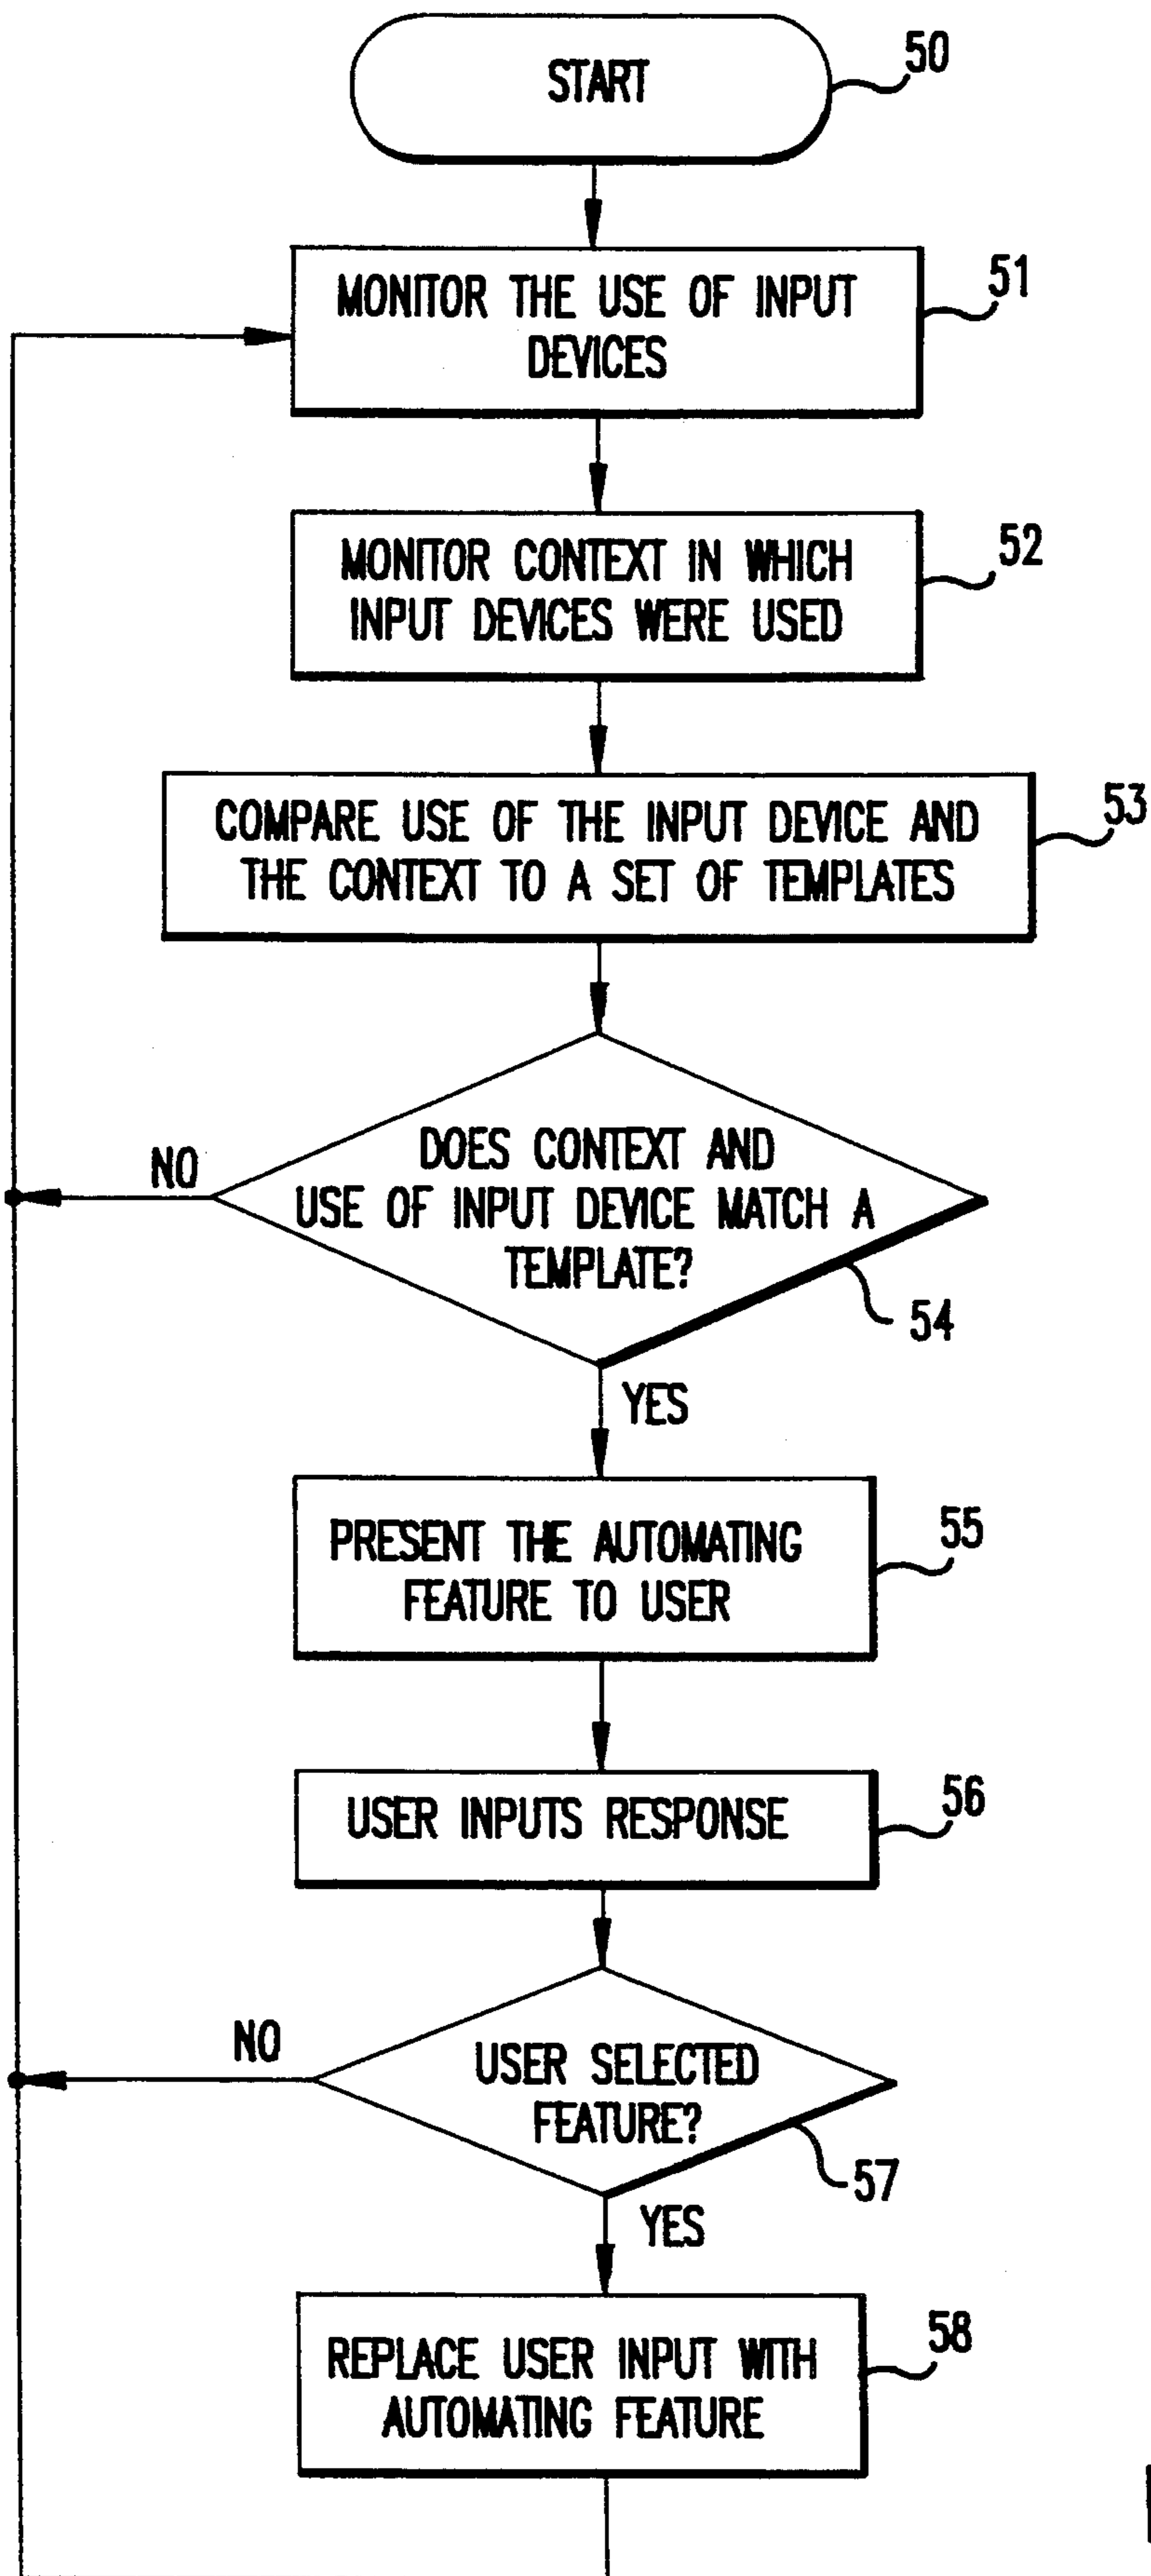 START
50
MONITOR THE USE OF INPUT
DEVICES
51
MONITOR CONTEXT IN WHICH
INPUT DEVICES WERE USED
52
COMPARE USE OF THE INPUT DEVICE AND
THE CONTEXT TO A SET OF TEMPLATES
53
DOES CONTEXT AND
USE OF INPUT DEVICE MATCH A
TEMPLATE?
NO
54
YES
PRESENT THE AUTOMATING
FEATURE TO USER
55
USER INPUTS RESPONSE
56
USER SELECTED
FEATURE?
NO
57
YES
REPLACE USER INPUT WITH
AUTOMATING FEATURE
58